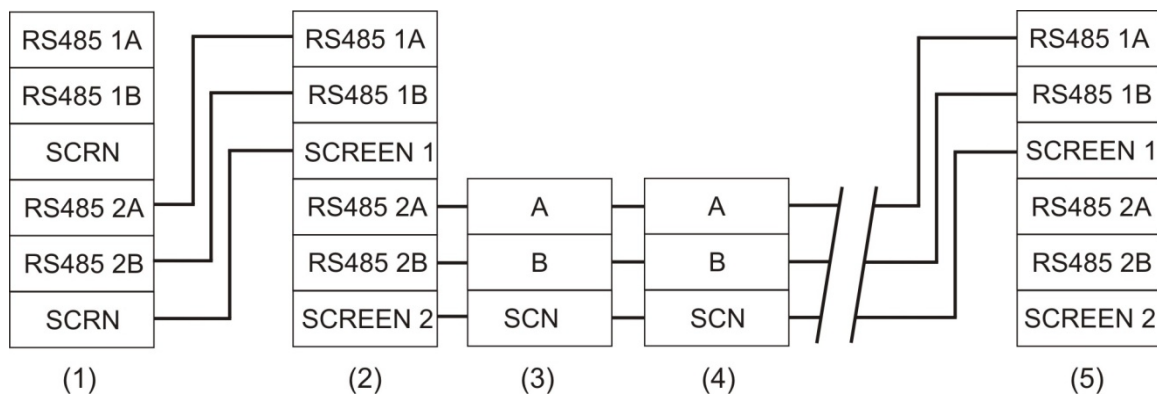 RS485 1A
RS485 1B
SCRN
RS485 2A
RS485 2B
SCRN
(1)
RS485 1A
RS485 1B
SCREEN 1
RS485 2A
RS485 2B
SCREEN 2
(2)
A
B
SCN
(3)
A
B
SCN
(4)
RS485 1A
RS485 1B
SCREEN 1
RS485 2A
RS485 2B
SCREEN 2
(5)